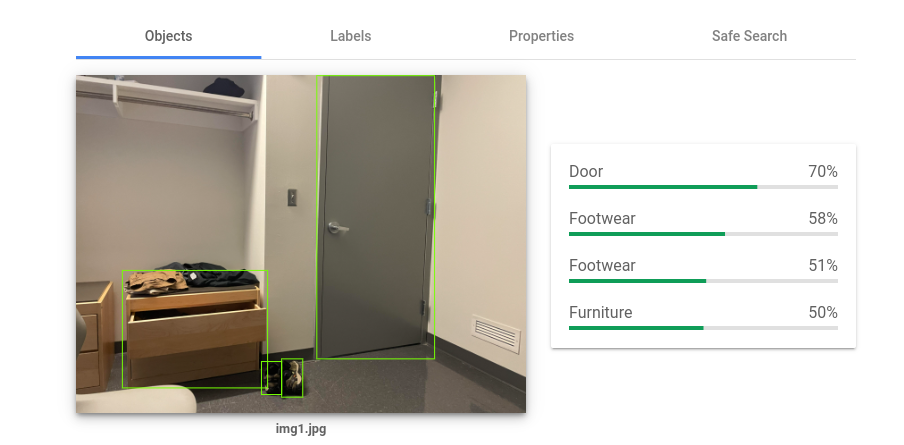 Objects Labels Properties Safe Search
Door 70%
Footwear 58%
Footwear 51%
Furniture 50%
img1.jpg